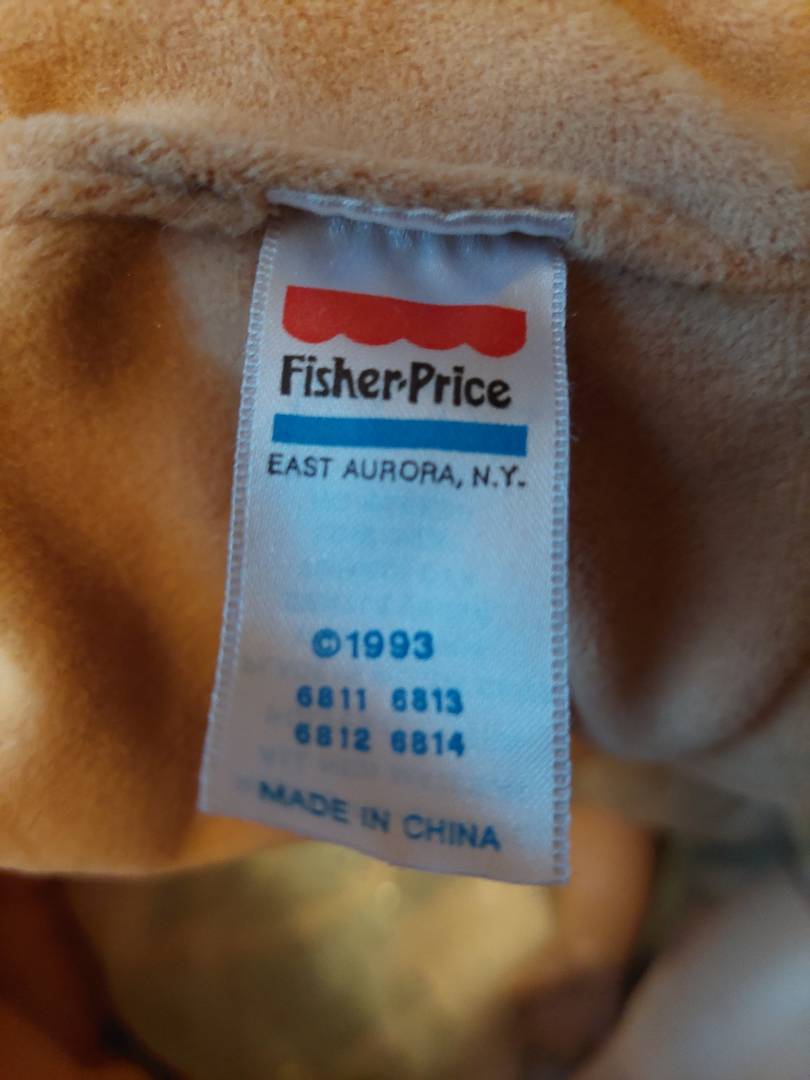 Fisher-Price
EAST AURORA, N.Y.
©1993
6811 6813
6812 6814
MADE IN CHINA